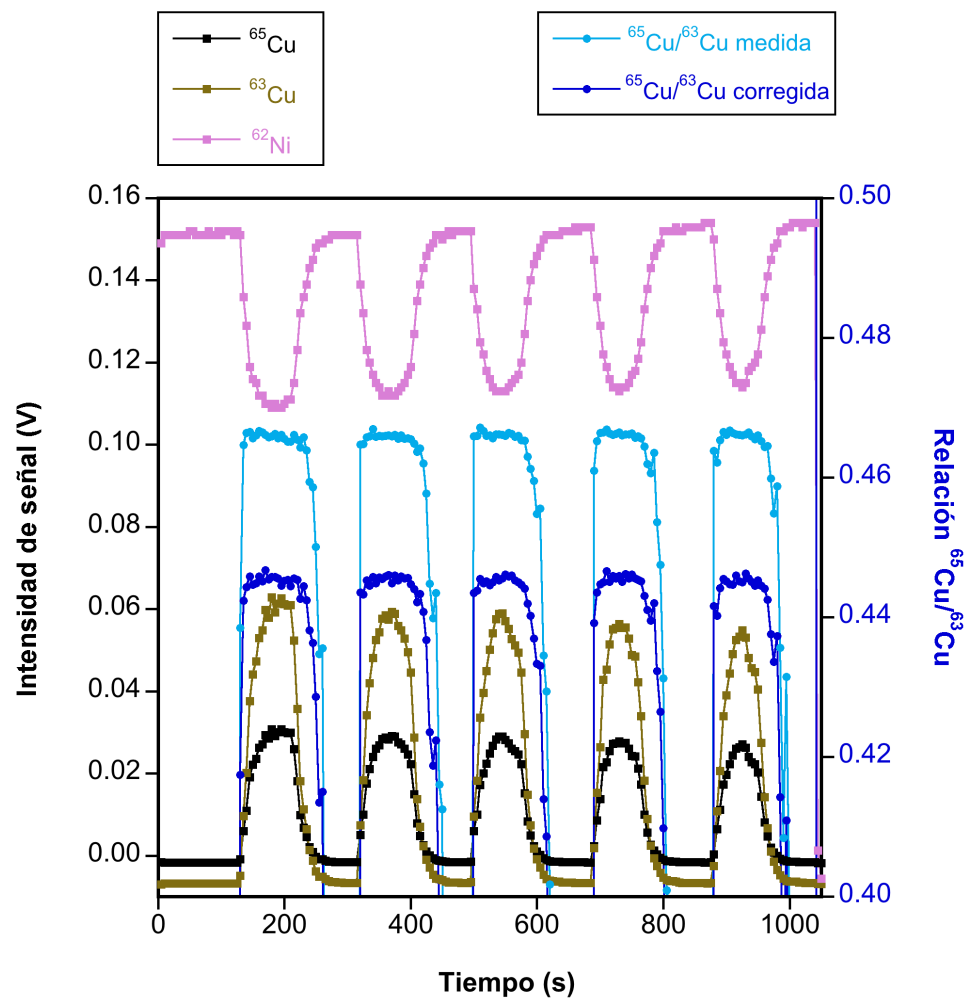 ⁶⁵Cu
⁶³Cu
⁶²Ni
⁶⁵Cu/⁶³Cu medida
⁶⁵Cu/⁶³Cu corregida
0.16
0.14
0.12
0.10
0.08
0.06
0.04
0.02
0.00
Intensidad de señal (V)
0.50
0.48
0.46
0.44
0.42
0.40
Relación ⁶⁵Cu/⁶³Cu
0 200 400 600 800 1000
Tiempo (s)